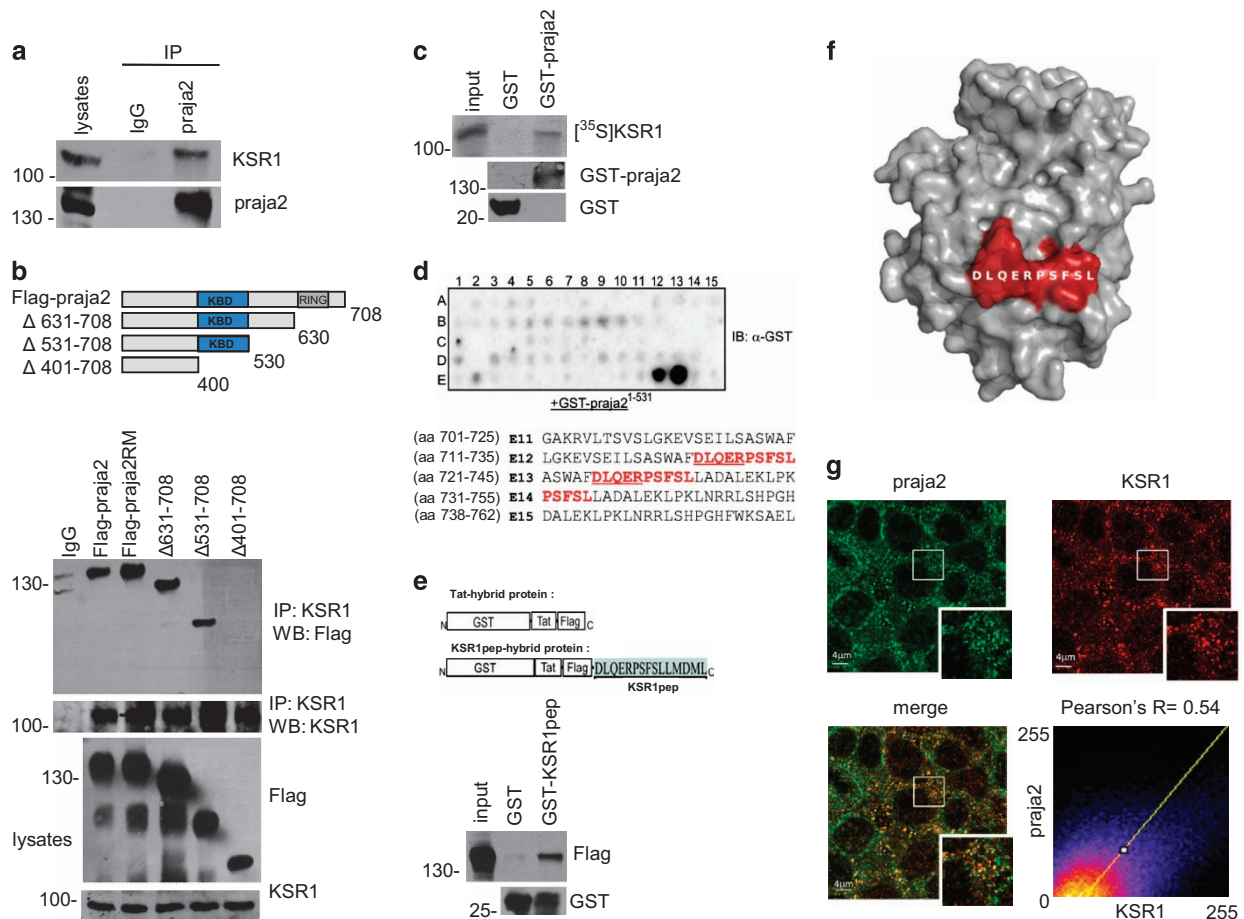 a
IP
lysates
IgG
praja2
KSR1
100 -
praja2
130 -
b
Flag-praja2
KBD
RING
708
Δ 631-708
KBD
630
Δ 531-708
KBD
530
Δ 401-708
400
IgG
Flag-praja2
Flag-praja2RM
Δ631-708
Δ531-708
Δ401-708
130-
IP: KSR1
WB: Flag
IP: KSR1
WB: KSR1
100-
130-
Flag
lysates
100-
KSR1
c
input
GST
GST-praja2
[35S]KSR1
100-
GST-praja2
130-
GST
20-
d
1 2 3 4 5 6 7 8 9 10 11 12 13 14 15
A
B
C
D
E
IB: α-GST
+GST-praja2 1-531
(aa 701-725) E11 GAKRVLTSVSLGKEVSEILSASWAF
(aa 711-735) E12 LGKEVSEILSASWAFDLQERPSFSL
(aa 721-745) E13 ASWAFDLQERPSFSLLADALEKLPK
(aa 731-755) E14 PSFSLLADALEKLPKLNRRLSHPGH
(aa 738-762) E15 DALEKLPKLNRRLSHPGHFWKSAEL
e
Tat-hybrid protein :
N GST Tat Flag C
KSR1pep-hybrid protein :
N GST Tat Flag DLQERPSFSLLMDML C
KSR1pep
input
GST
GST-KSR1pep
Flag
130-
GST
25-
f
DLQERPSFSL
g
praja2
KSR1
4µm
4µm
merge
Pearson's R= 0.54
4µm
255
praja2
0
KSR1
255